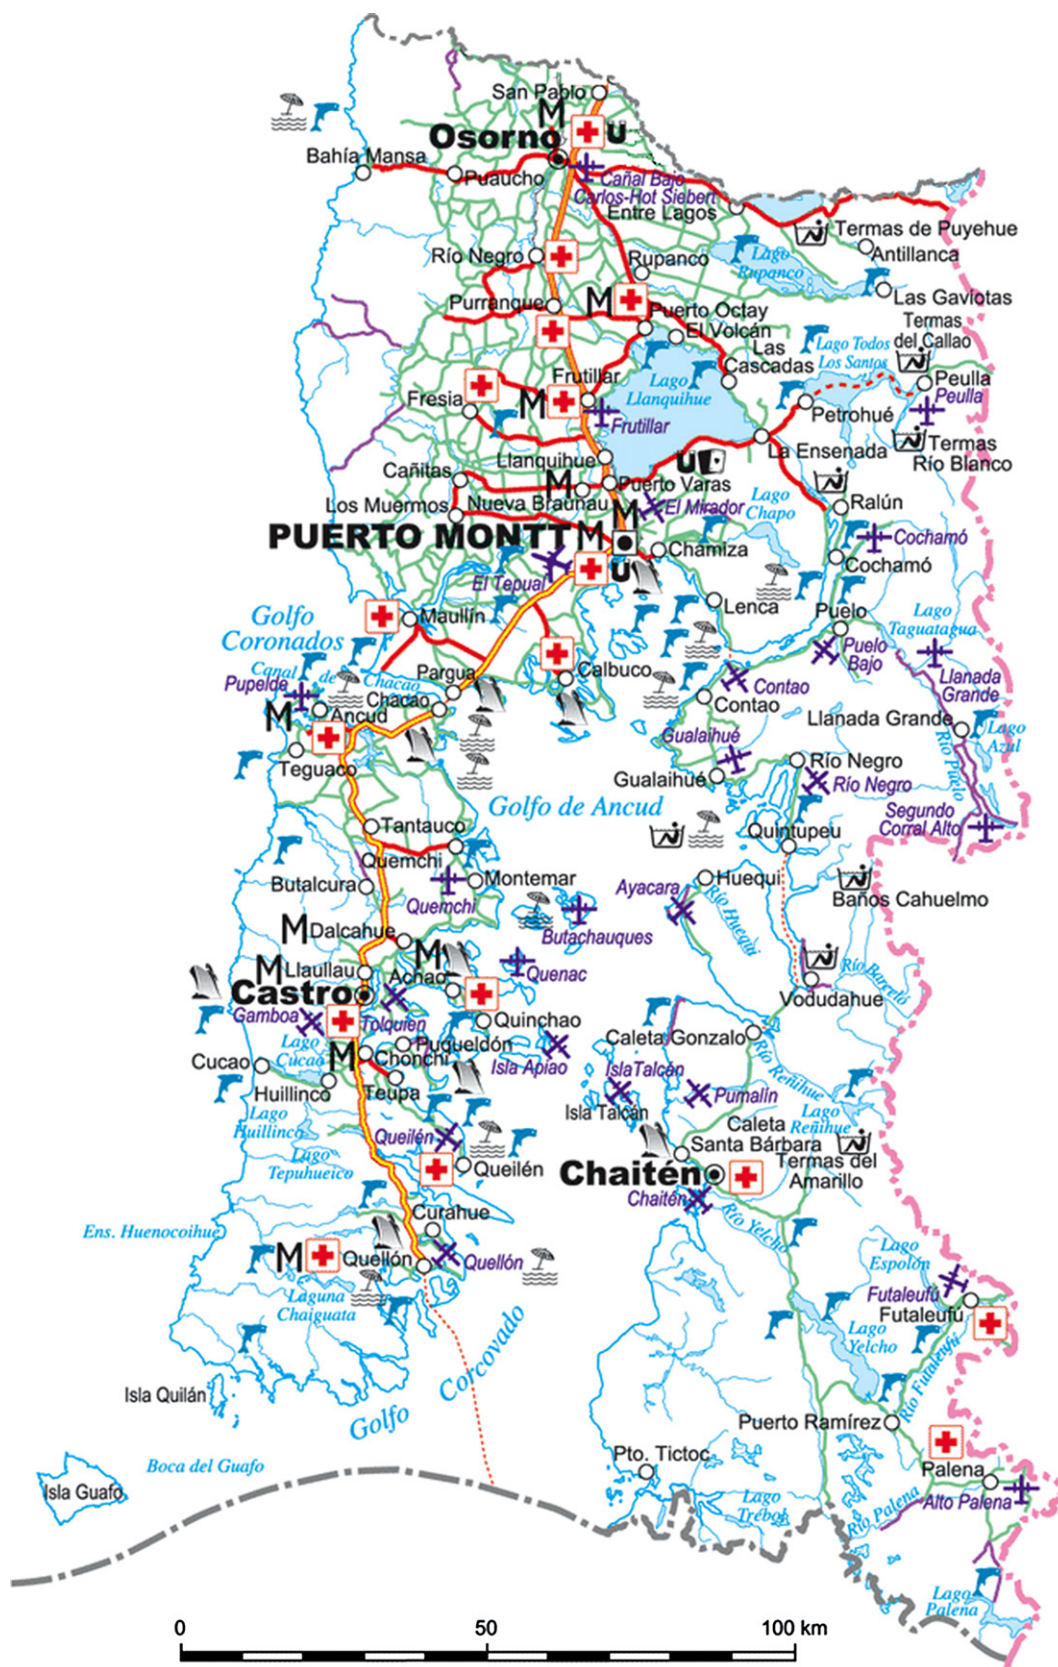 San Pablo
M
Osorno
U
Bahía Mansa
Puaucho
Cañal Bajo
Carlos-Hot Siebert
Entre Lagos
Termas de Puyehue
Antillanca
Río Negro
Rupanco
Lago
Rupanco
Las Gaviotas
Purranque
M
Puerto Octay
El Volcán
Termas
del Callao
Las
Cascadas
Lago Todos
Los Santos
Peulla
Peulla
Frutillar
Lago
Llanquihue
Fresia
M
Frutillar
Petrohué
La Ensenada
Termas
Río Blanco
Llanquihue
U
Cañitas
M
Puerto Varas
Los Muermos
Nueva Braunau
M
El Mirador
Lago
Chapo
Ralún
PUERTO MONTT
M
Chamiza
Cochamó
Cochamó
El Tepual
U
Lenca
Maullín
Puelo
Lago
Taguatagua
Golfo
Coronados
Puelo
Bajo
Canal de Chacao
Pupelde
Pargua
Calbuco
Contao
Contao
Llanada
Grande
Chacao
M
Ancud
Llanada Grande
Lago
Azul
Teguaco
Gualaihué
Gualaihué
Río Negro
Río Negro
Río Puelo
Golfo de Ancud
Segundo
Corral Alto
Tantauco
Quintupeu
Quemchi
Butalcura
Montemar
Quemchi
Ayacara
Huequi
Río Huequi
Baños Cahuelmo
Butachauques
M
Dalcahue
M
M
Llaullau
Achao
Quenac
Río Barceló
Castro
Vodudahue
Gamboa
Tolquien
Quinchao
Lago
Cucao
M
Puqueldón
Chonchi
Isla Apiao
Caleta Gonzalo
Cucao
Huillinco
Teupa
Isla Talcán
Isla Talcán
Pumalín
Río Reñihue
Lago
Reñihue
Lago
Huillinco
Caleta
Santa Bárbara
Queilén
Lago
Tepuhueico
Queilén
Chaitén
Termas del
Amarillo
Chaitén
Río Yelcho
Curahue
Ens. Huenocoihue
M
Quellón
Quellón
Lago
Espolón
Laguna
Chaiguata
Futaleufú
Futaleufú
Lago
Yelcho
Río Futaleufú
Golfo Corcovado
Isla Quilán
Puerto Ramírez
Boca del Guafo
Isla Guafo
Pto. Tictoc
Palena
Lago
Trébol
Río Palena
Alto Palena
Lago
Palena
0 50 100 km